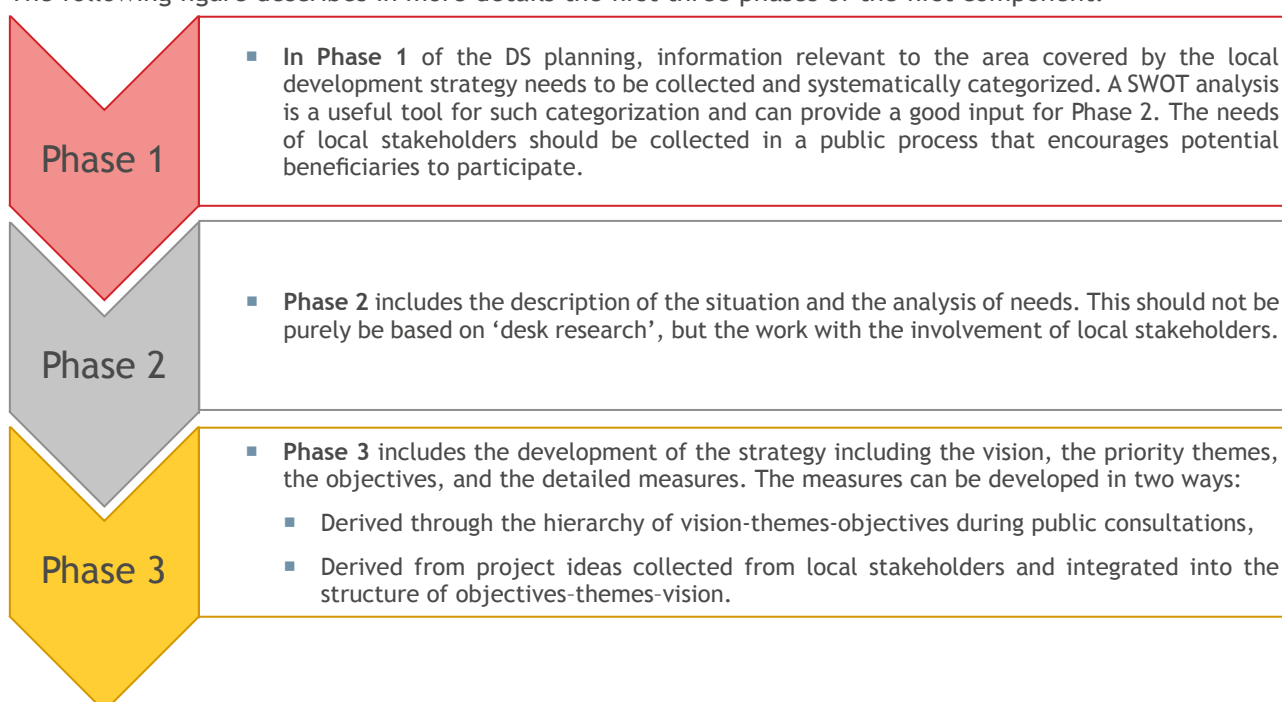 The following figure describes in more details the first three phases of the first component.
Phase 1
▪ In Phase 1 of the DS planning, information relevant to the area covered by the local
development strategy needs to be collected and systematically categorized. A SWOT analysis
is a useful tool for such categorization and can provide a good input for Phase 2. The needs
of local stakeholders should be collected in a public process that encourages potential
beneficiaries to participate.
Phase 2
▪ Phase 2 includes the description of the situation and the analysis of needs. This should not be
purely be based on ‘desk research’, but the work with the involvement of local stakeholders.
Phase 3
▪ Phase 3 includes the development of the strategy including the vision, the priority themes,
the objectives, and the detailed measures. The measures can be developed in two ways:
▪ Derived through the hierarchy of vision-themes-objectives during public consultations,
▪ Derived from project ideas collected from local stakeholders and integrated into the
structure of objectives–themes–vision.